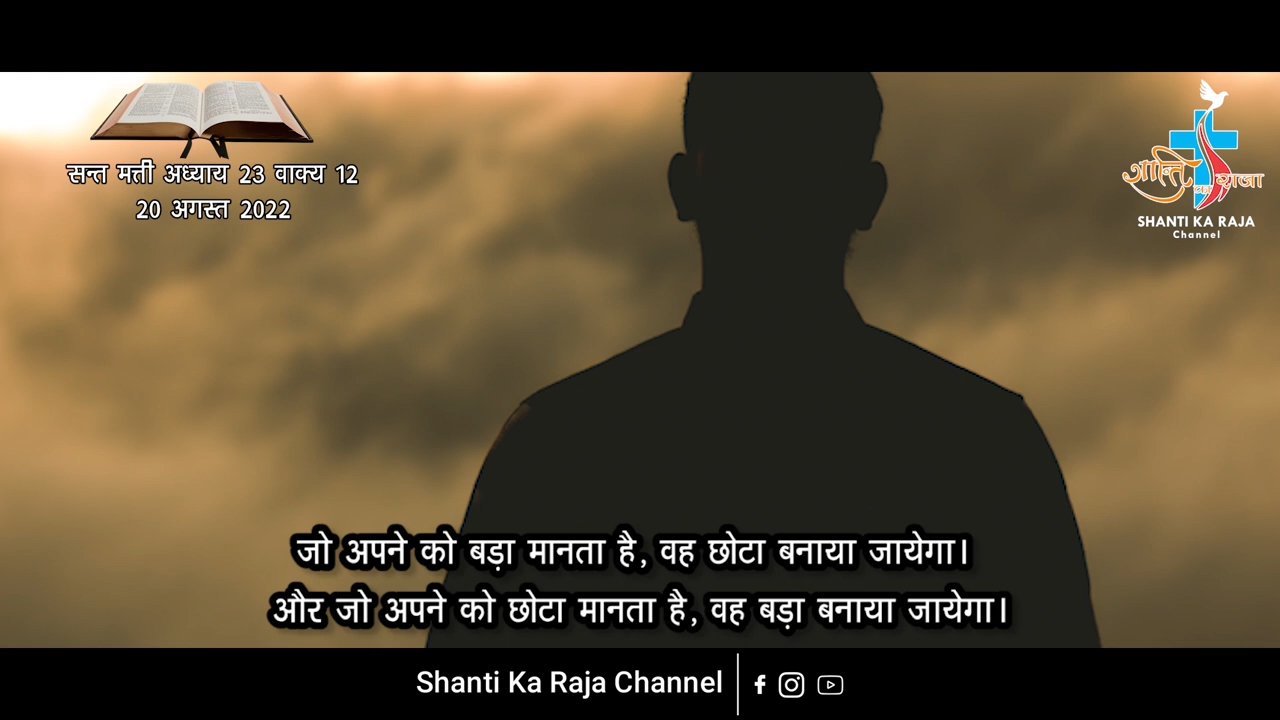 सन्त मत्ती अध्याय 23 वाक्य 12
20 अगस्त 2022
शान्ति का राजा
SHANTI KA RAJA
Channel
जो अपने को बड़ा मानता है, वह छोटा बनाया जायेगा।
और जो अपने को छोटा मानता है, वह बड़ा बनाया जायेगा।
Shanti Ka Raja Channel